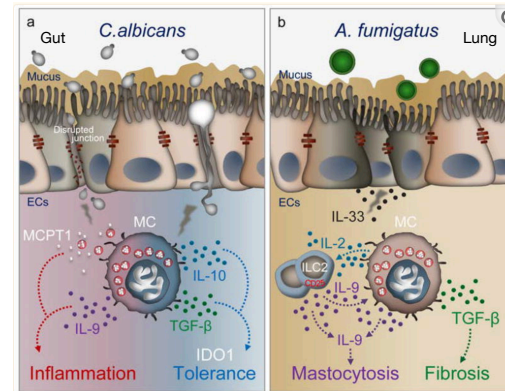 a
Gut
C.albicans
Mucus
Disrupted
junction
ECs
MCPT1
MC
IL-10
IL-9
TGF-β
IDO1
Inflammation
Tolerance
b
A. fumigatus
Lung
Mucus
ECs
IL-33
MC
IL-2
ILC2
IL-9
TGF-β
IL-9
Mastocytosis
Fibrosis